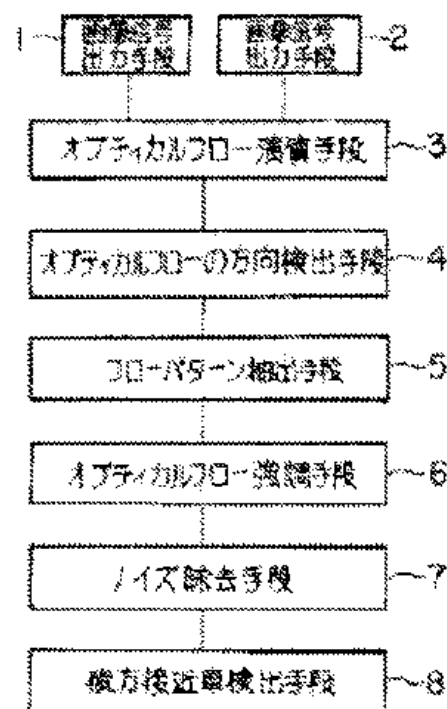 1
画像信号
出力手段
画像信号
出力手段
2
オプティカルフロー演算手段
3
オプティカルフローの方向検出手段
4
フローパターン抽出手段
5
オプティカルフロー強調手段
6
ノイズ除去手段
7
後方接近車検出手段
8